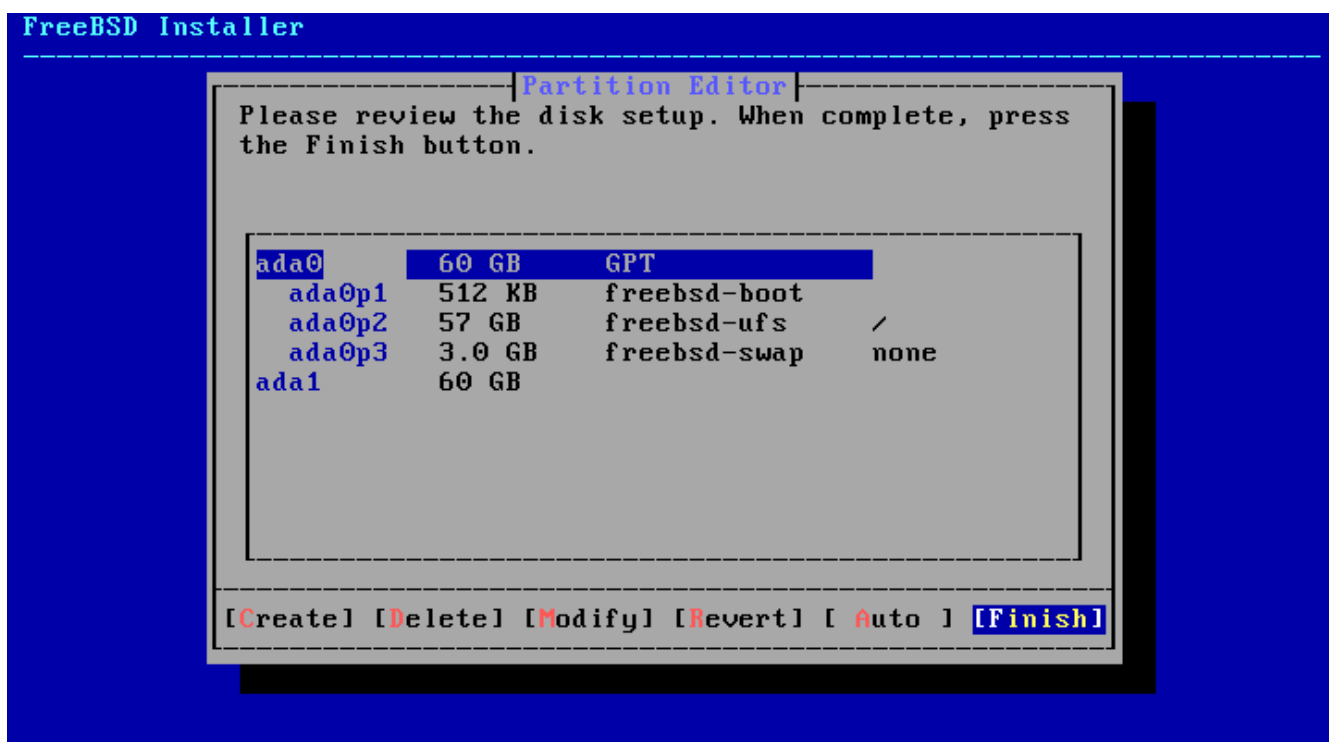 FreeBSD Installer
Partition Editor
Please review the disk setup. When complete, press
the Finish button.
ada0 60 GB GPT
ada0p1 512 KB freebsd-boot
ada0p2 57 GB freebsd-ufs /
ada0p3 3.0 GB freebsd-swap none
ada1 60 GB
[Create] [Delete] [Modify] [Revert] [ Auto ] [Finish]